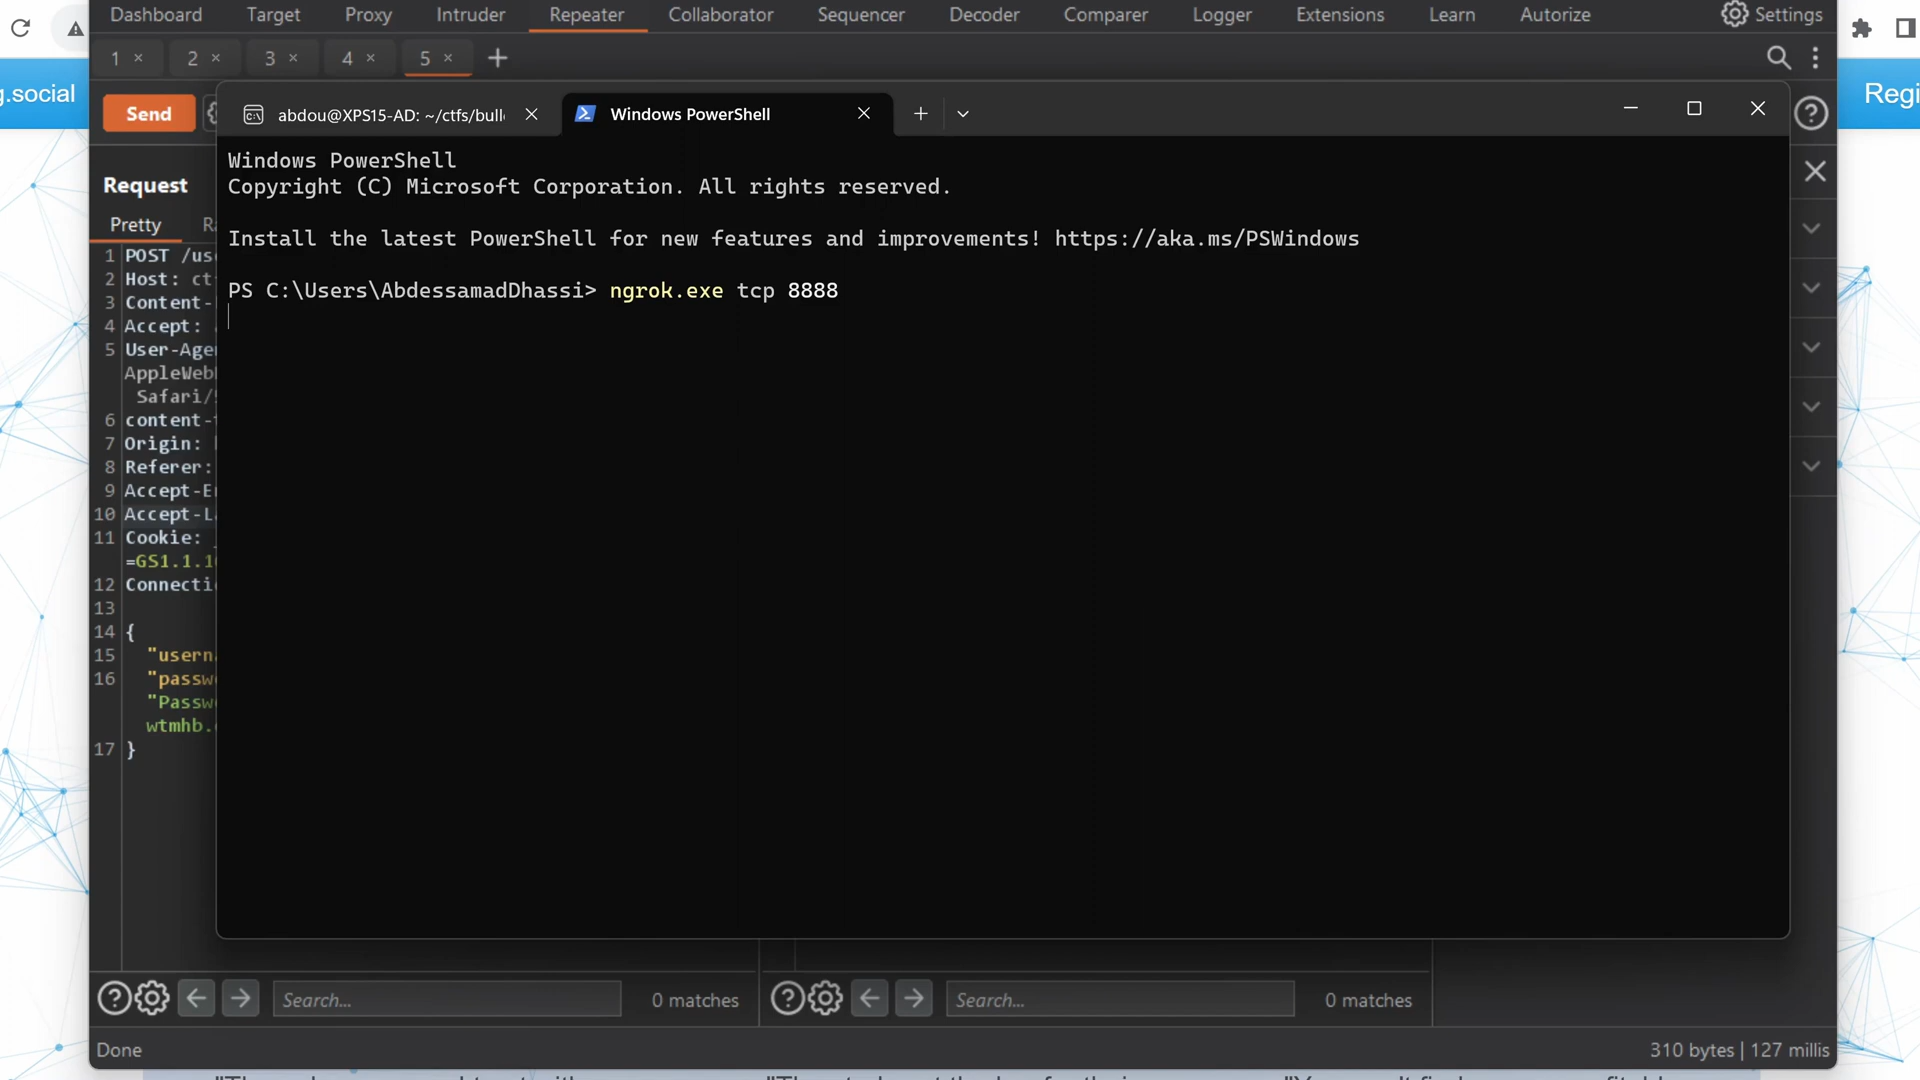 Dashboard Target Proxy Intruder Repeater Collaborator Sequencer Decoder Comparer Logger Extensions Learn Autorize Settings
1 × 2 × 3 × 4 × 5 × +
g.social
Regi
Send
abdou@XPS15-AD: ~/ctfs/buil
Windows PowerShell
Request
Pretty
Windows PowerShell
Copyright (C) Microsoft Corporation. All rights reserved.
Install the latest PowerShell for new features and improvements! https://aka.ms/PSWindows
PS C:\Users\AbdessamadDhassi> ngrok.exe tcp 8888
1 POST /us
2 Host: ct
3 Content-
4 Accept:
5 User-Age
AppleWeb
Safari/
6 content-
7 Origin:
8 Referer:
9 Accept-E
10 Accept-L
11 Cookie: _
=GS1.1.1
12 Connecti
13
14 {
15 "usern
16 "passw
"Passw
wtmhb.
17 }
Search... 0 matches
Search... 0 matches
Done
310 bytes | 127 millis